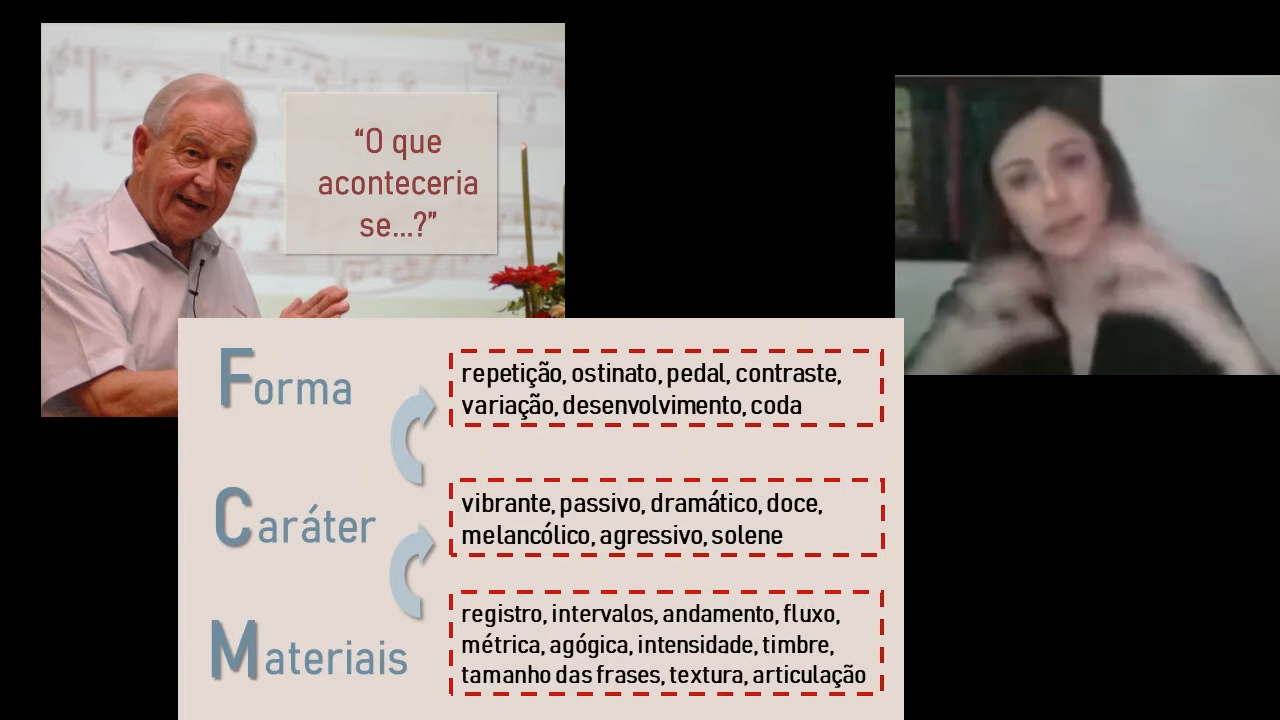 “O que
aconteceria
se...?”
Forma
repetição, ostinato, pedal, contraste,
variação, desenvolvimento, coda
Caráter
vibrante, passivo, dramático, doce,
melancólico, agressivo, solene
Materiais
registro, intervalos, andamento, fluxo,
métrica, agógica, intensidade, timbre,
tamanho das frases, textura, articulação